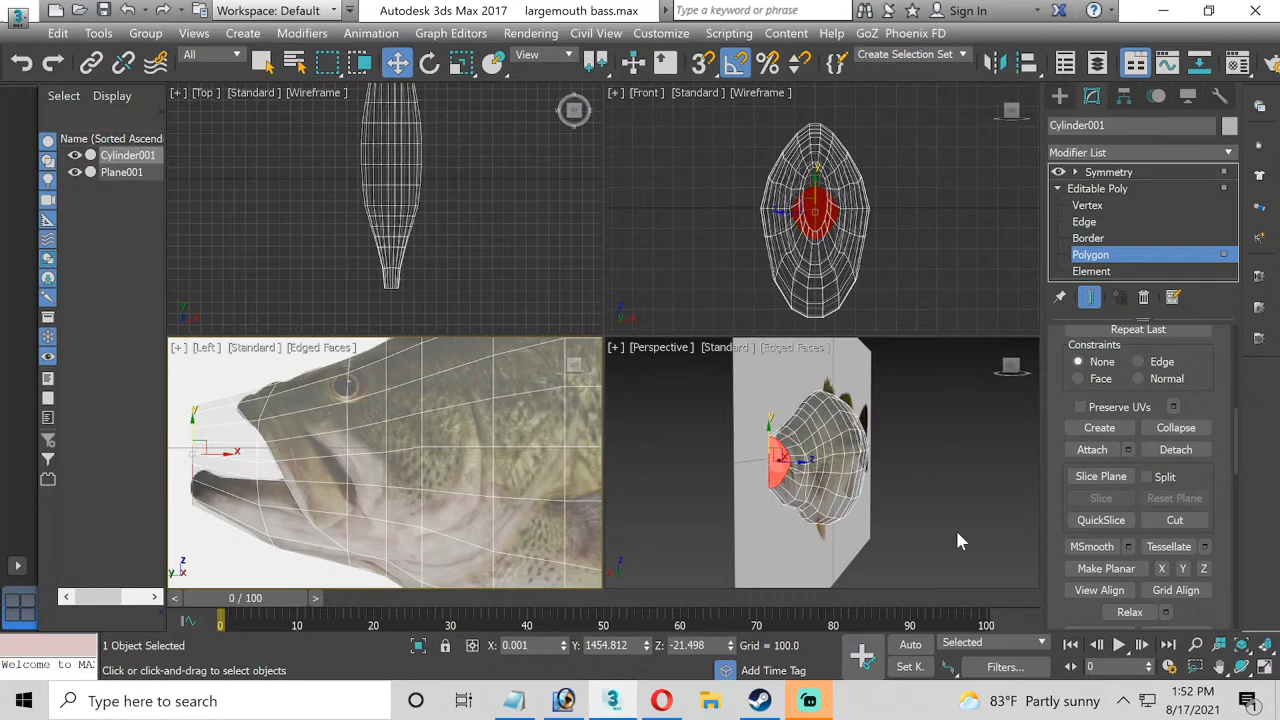 Workspace: Default
Autodesk 3ds Max 2017
largemouth bass.max
Type a keyword or phrase
Sign In
File
Edit
Tools
Group
Views
Create
Modifiers
Animation
Graph Editors
Rendering
Civil View
Customize
Scripting
Content
Help
GoZ
Phoenix FD
All
View
Create Selection Set
Select
Display
Name (Sorted Ascend
Cylinder001
Plane001
[+] [Top] [Standard] [Wireframe]
[+] [Front] [Standard] [Wireframe]
[+] [Left] [Standard] [Edged Faces]
[+] [Perspective] [Standard] [Edged Faces]
Cylinder001
Modifier List
Symmetry
Editable Poly
Vertex
Edge
Border
Polygon
Element
Repeat Last
Constraints
None
Edge
Face
Normal
Preserve UVs
Create
Collapse
Attach
Detach
Slice Plane
Split
Slice
Reset Plane
QuickSlice
Cut
MSmooth
Tessellate
Make Planar
X
Y
Z
View Align
Grid Align
Relax
0 / 100
0
10
20
30
40
50
60
70
80
85
90
95
100
1 Object Selected
X: 0.001
Y: 1454.812
Z: -21.498
Grid = 100.0
Auto
Selected
Welcome to MAX
Click or click-and-drag to select objects
Add Time Tag
Set K.
Filters...
0
Type here to search
83°F Partly sunny
1:52 PM
8/17/2021